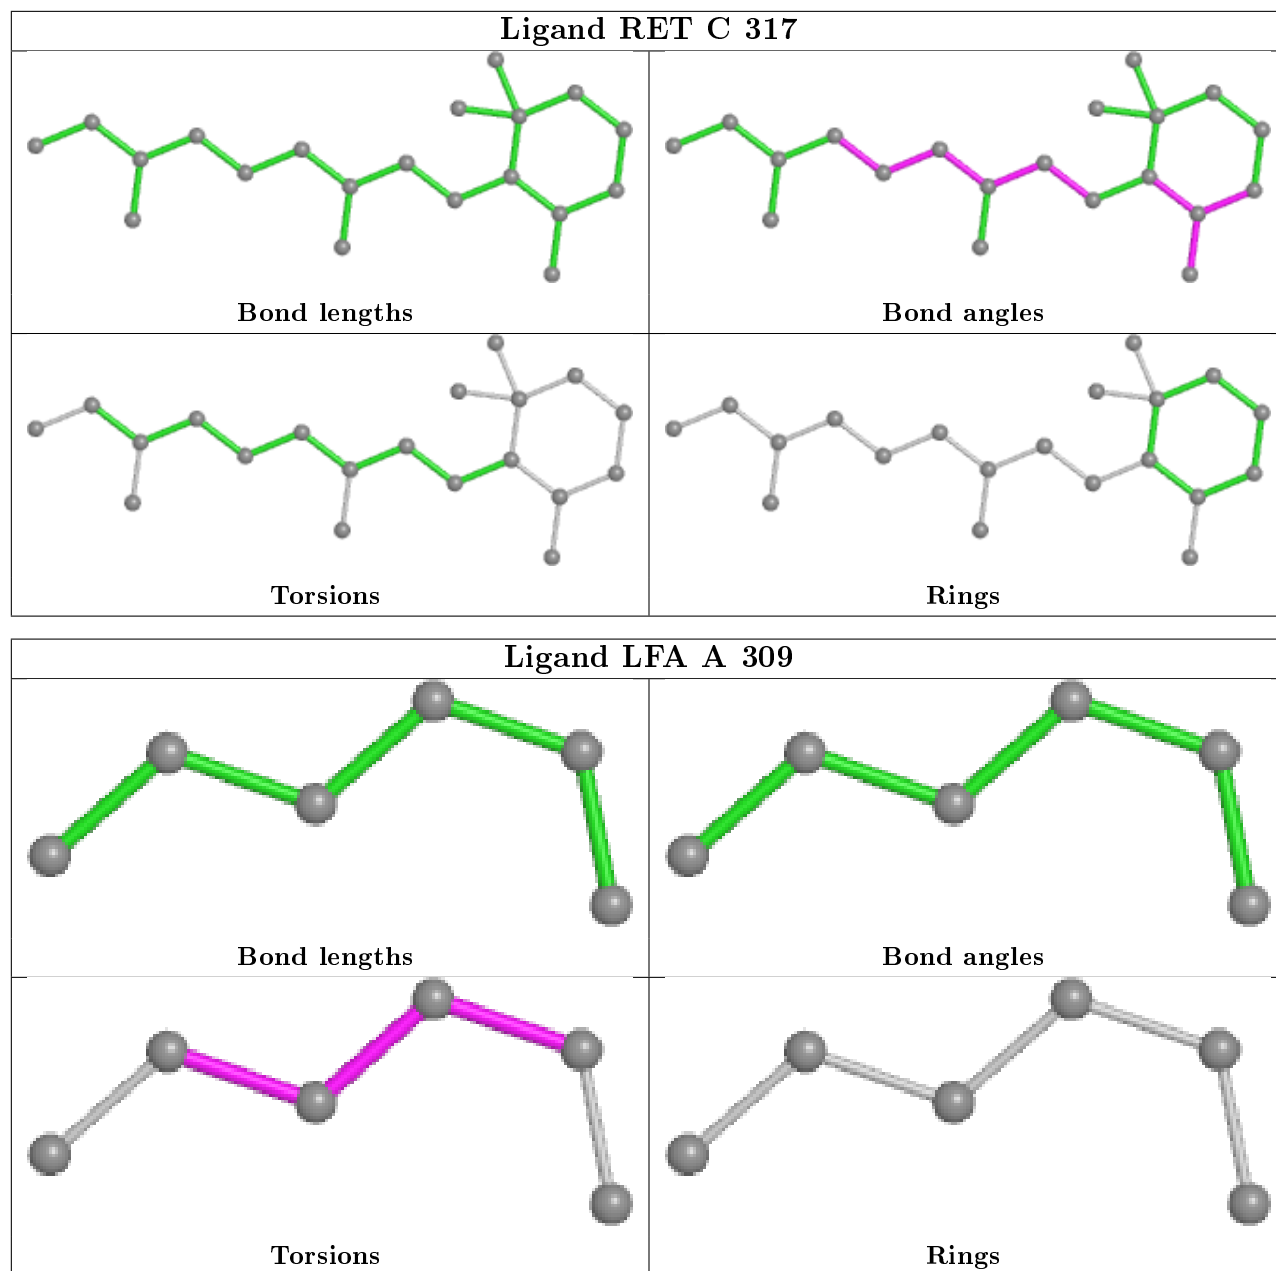 Ligand RET C 317
Bond lengths
Bond angles
Torsions
Rings
Ligand LFA A 309
Bond lengths
Bond angles
Torsions
Rings